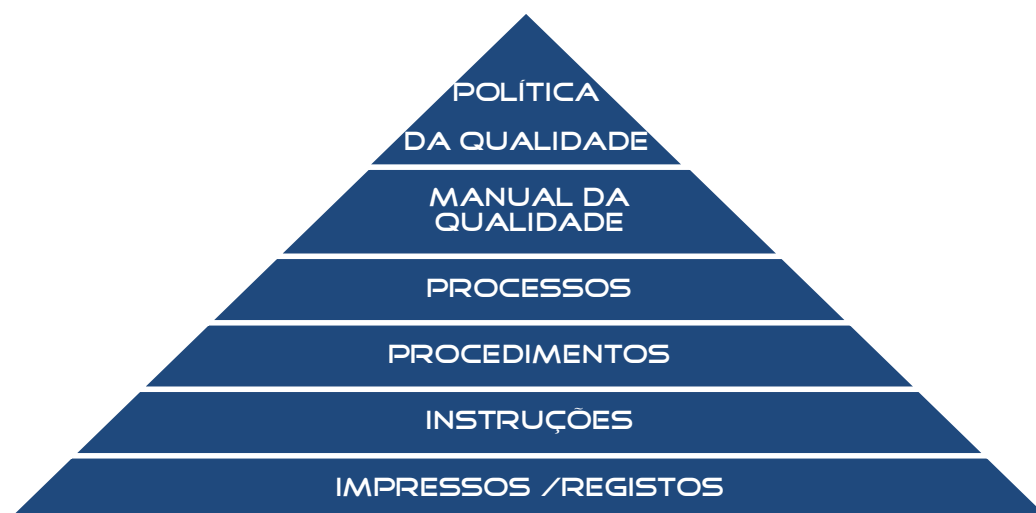 POLÍTICA
DA QUALIDADE
MANUAL DA
QUALIDADE
PROCESSOS
PROCEDIMENTOS
INSTRUÇÕES
IMPRESSOS /REGISTOS